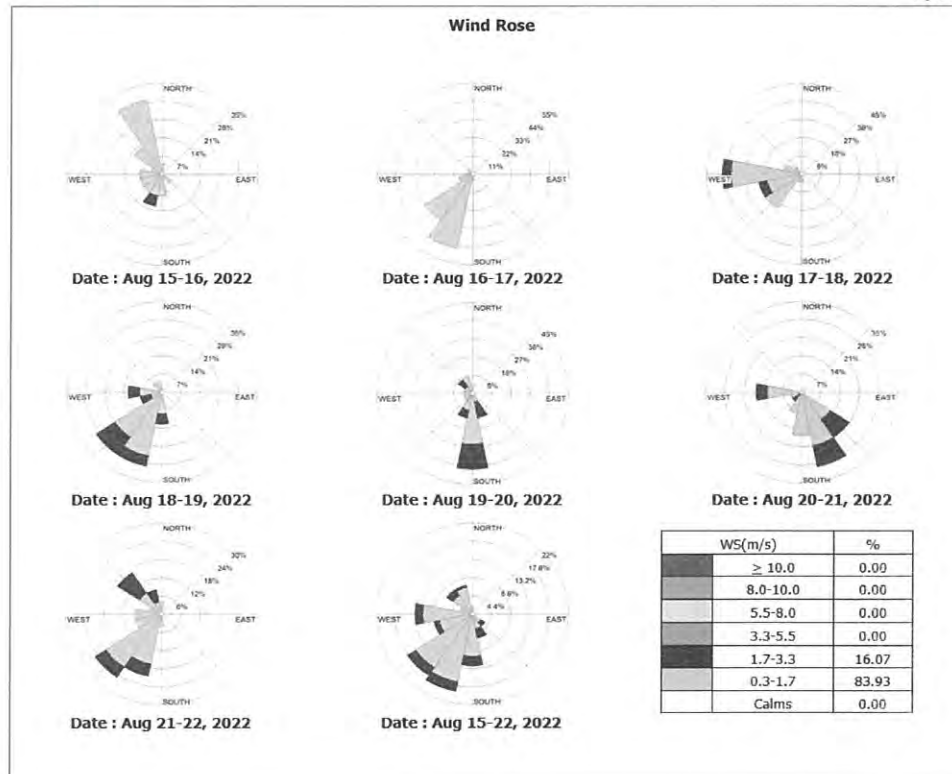 Wind Rose
NORTH
35%
28%
21%
14%
7%
WEST EAST
SOUTH
Date : Aug 15-16, 2022
NORTH
55%
44%
33%
22%
11%
WEST EAST
SOUTH
Date : Aug 16-17, 2022
NORTH
45%
36%
27%
18%
9%
WEST EAST
SOUTH
Date : Aug 17-18, 2022
NORTH
35%
28%
21%
14%
7%
WEST EAST
SOUTH
Date : Aug 18-19, 2022
NORTH
45%
36%
27%
18%
9%
WEST EAST
SOUTH
Date : Aug 19-20, 2022
NORTH
35%
28%
21%
14%
7%
WEST EAST
SOUTH
Date : Aug 20-21, 2022
NORTH
30%
24%
18%
12%
6%
WEST EAST
SOUTH
Date : Aug 21-22, 2022
NORTH
22%
17.6%
13.2%
8.8%
4.4%
WEST EAST
SOUTH
Date : Aug 15-22, 2022
WS(m/s) %
≥ 10.0 0.00
8.0-10.0 0.00
5.5-8.0 0.00
3.3-5.5 0.00
1.7-3.3 16.07
0.3-1.7 83.93
Calms 0.00